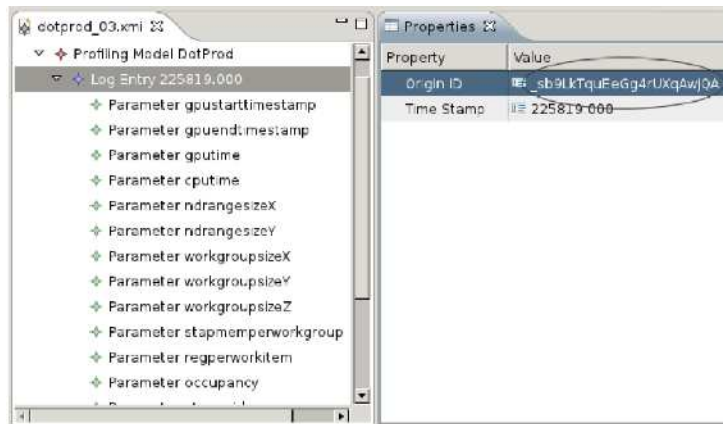 dotprod_03.xmi
Profiling Model DotProd
Log Entry 225819.000
Parameter gpustarttimestamp
Parameter gpuendtimestamp
Parameter gputime
Parameter cputime
Parameter ndrangesizeX
Parameter ndrangesizeY
Parameter workgroupsizeX
Parameter workgroupsizeY
Parameter workgroupsizeZ
Parameter stapmemperworkgroup
Parameter regperworkitem
Parameter occupancy
Properties
Property Value
Origin ID _sb9LkTquEeGg4rUXqAwjQA
Time Stamp 225819.000